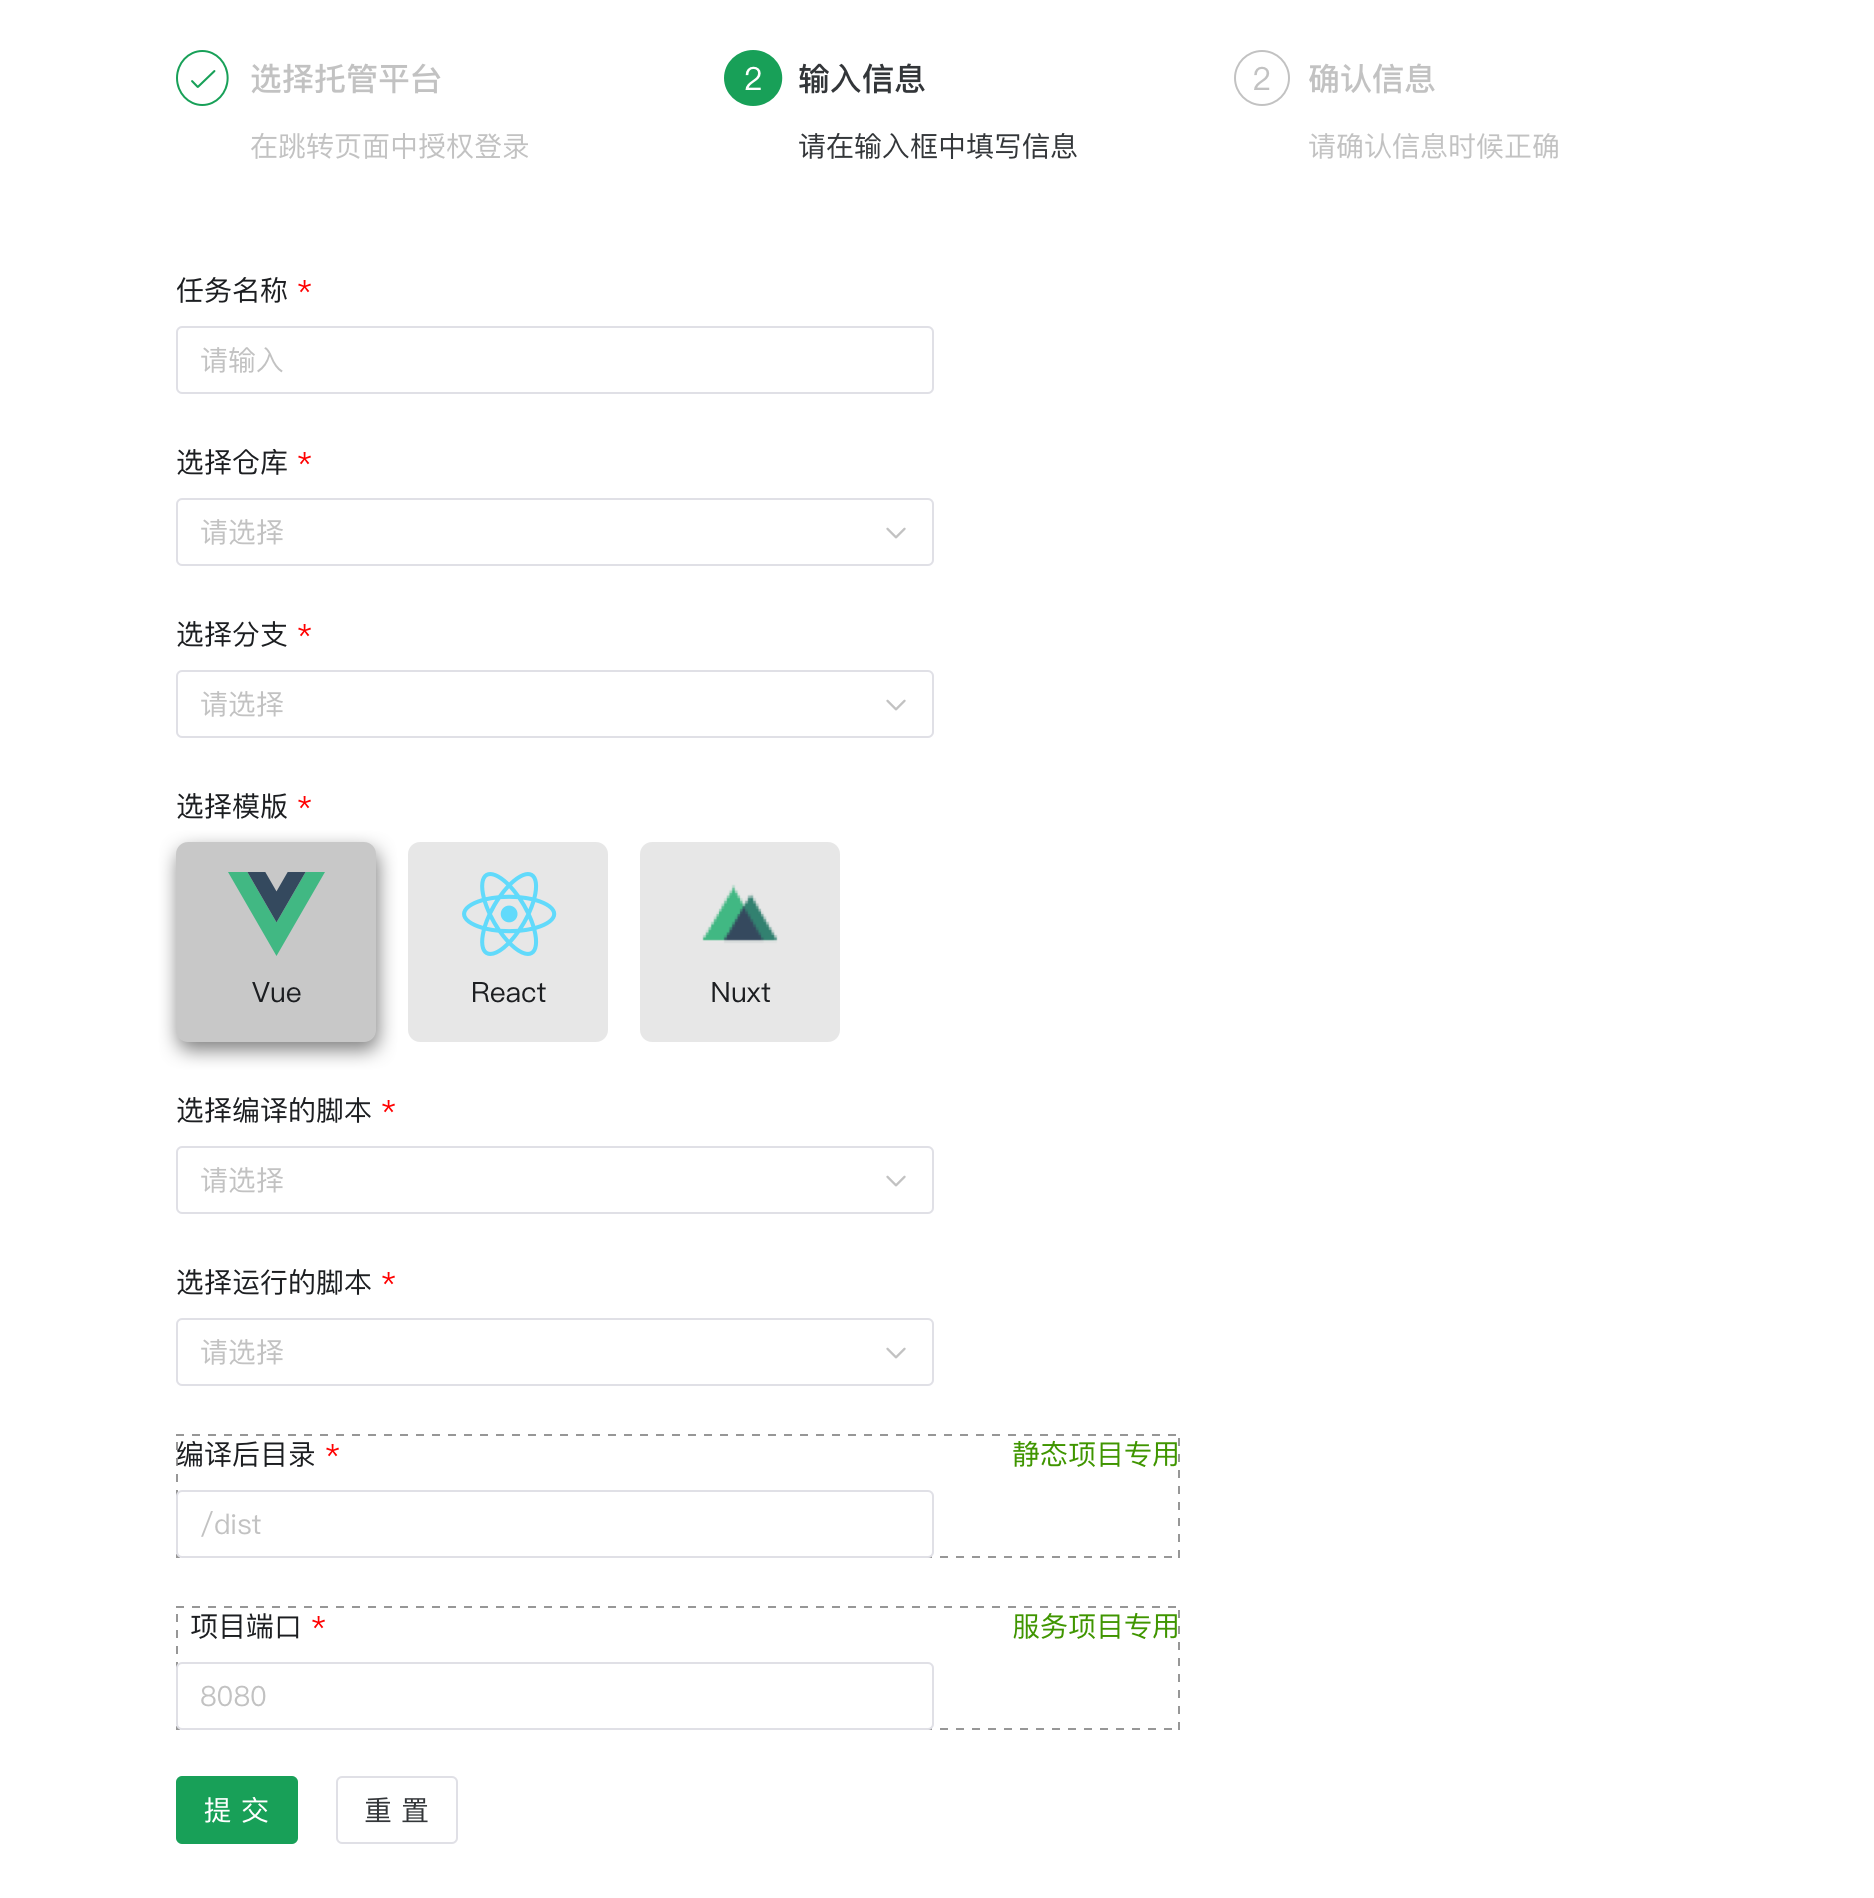 选择托管平台
在跳转页面中授权登录
2 输入信息
请在输入框中填写信息
2 确认信息
请确认信息时候正确
任务名称 *
请输入
选择仓库 *
请选择
选择分支 *
请选择
选择模版 *
Vue
React
Nuxt
选择编译的脚本 *
请选择
选择运行的脚本 *
请选择
编译后目录 *
静态项目专用
/dist
项目端口 *
服务项目专用
8080
提 交
重 置